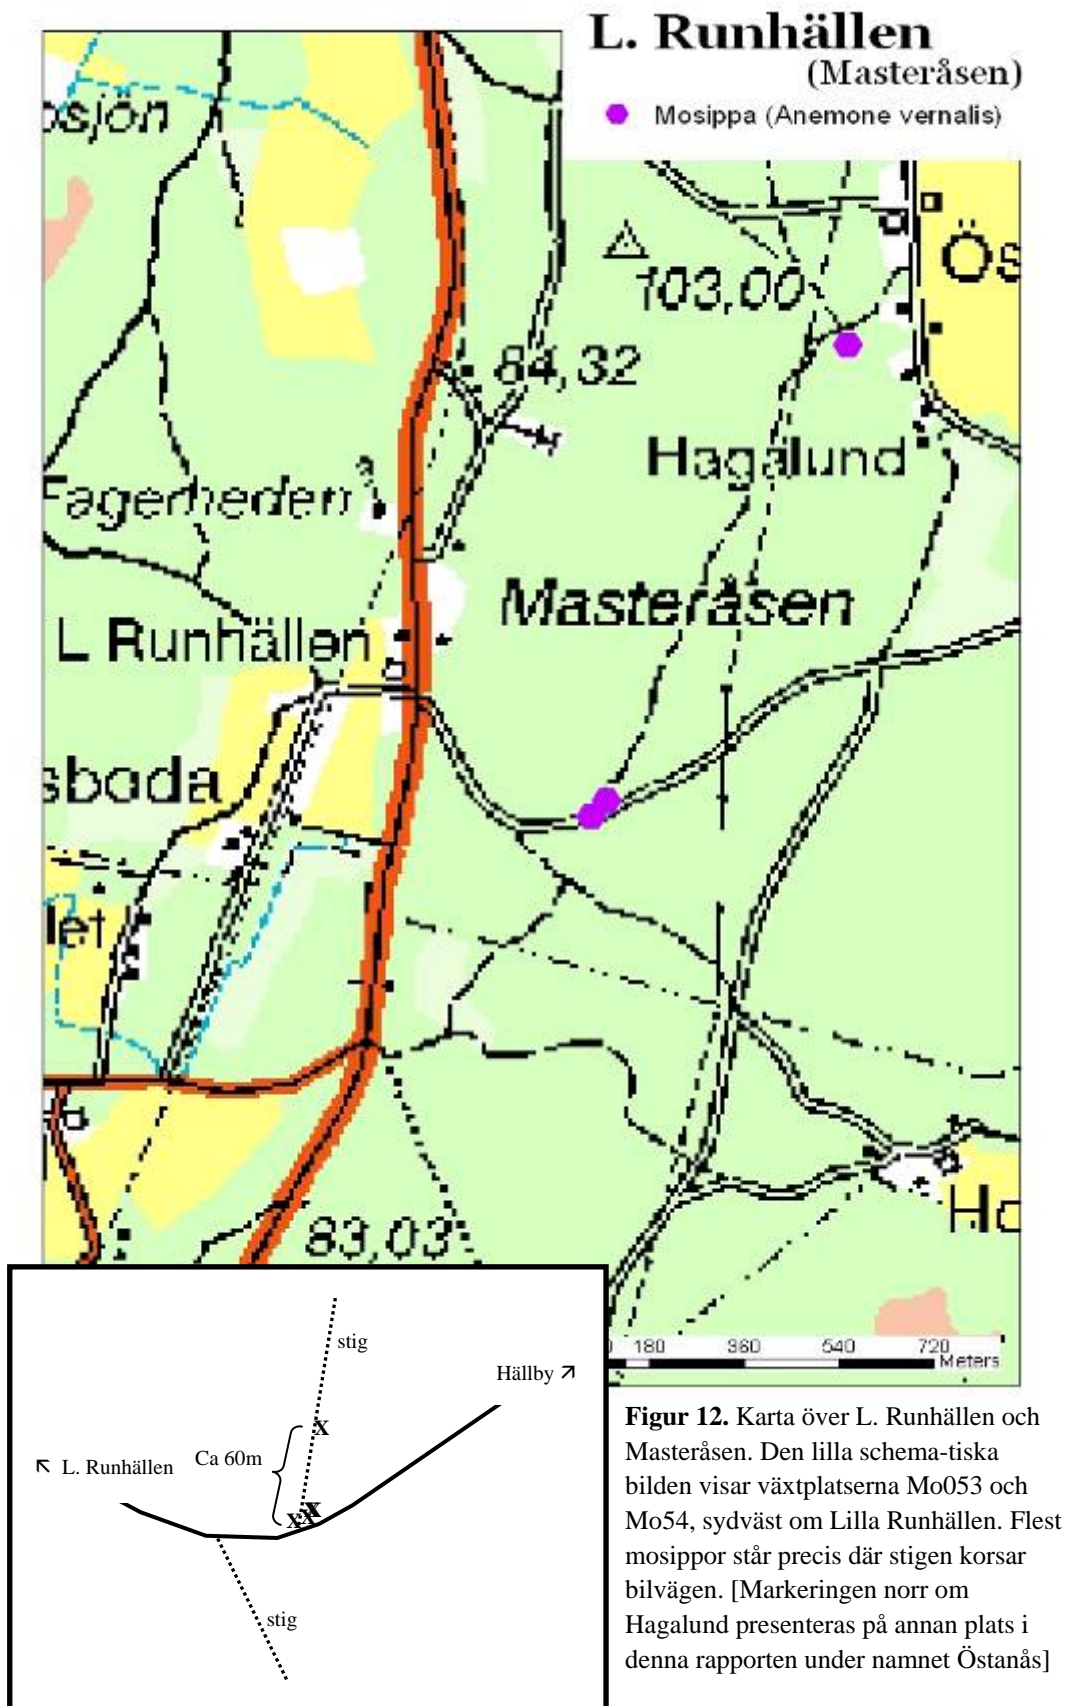 L. Runhällen
(Masteråsen)
Mosippa (Anemone vernalis)
osjön
Ös
103,00
84,32
Hagalund
Fagerheden
Masteråsen
L Runhällen
sboda
let
83,03
Ho
180 360 540 720
Meters
stig
Hällby ↗
x
Ca 60m
↖ L. Runhällen
x x x
stig
Figur 12. Karta över L. Runhällen och
Masteråsen. Den lilla schema-tiska
bilden visar växtplatserna Mo053 och
Mo54, sydväst om Lilla Runhällen. Flest
mosippor står precis där stigen korsar
bilvägen. [Markeringen norr om
Hagalund presenteras på annan plats i
denna rapporten under namnet Östanås]